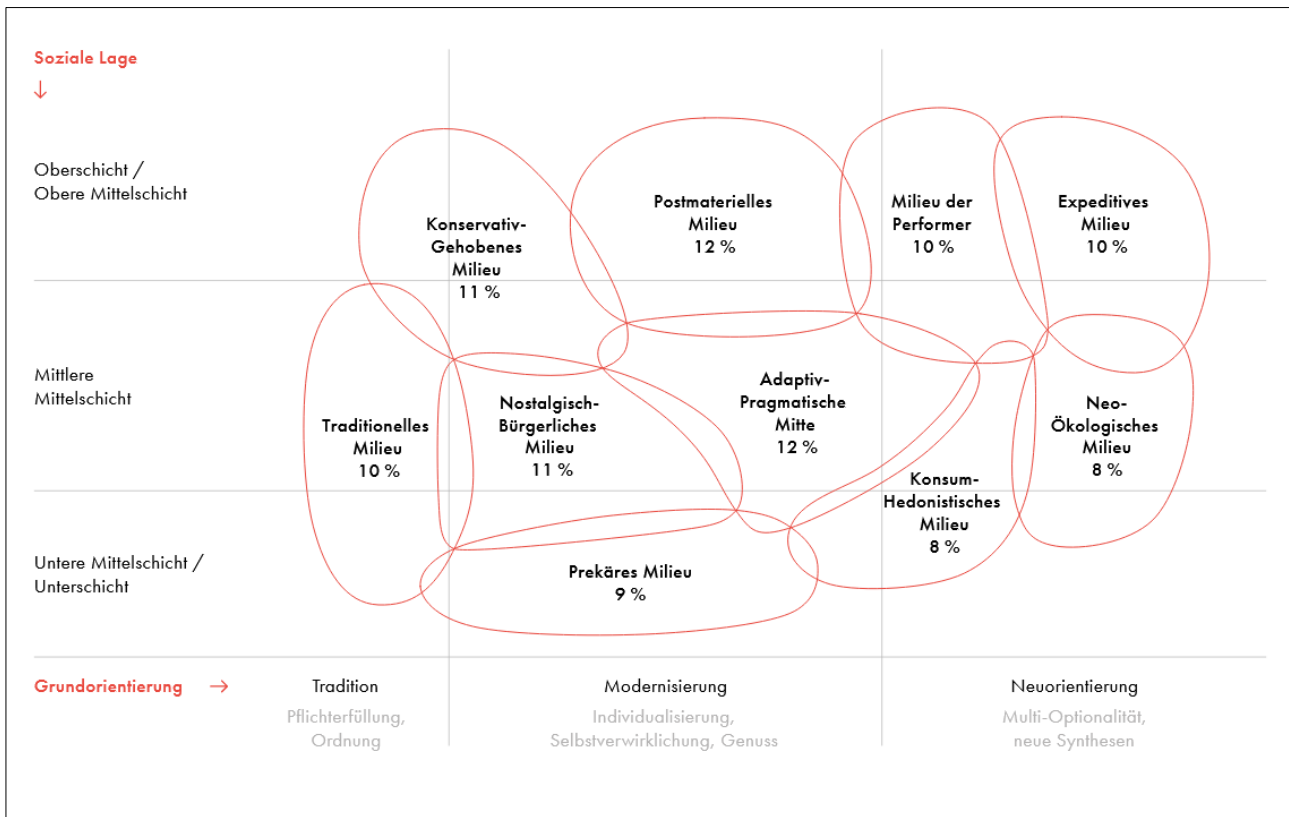 Soziale Lage
↓
Oberschicht /
Obere Mittelschicht
Konservativ-
Gehobenes
Milieu
11 %
Postmaterielles
Milieu
12 %
Milieu der
Performer
10 %
Expeditives
Milieu
10 %
Mittlere
Mittelschicht
Traditionelles
Milieu
10 %
Nostalgisch-
Bürgerliches
Milieu
11 %
Adaptiv-
Pragmatische
Mitte
12 %
Neo-
Ökologisches
Milieu
8 %
Konsum-
Hedonistisches
Milieu
8 %
Untere Mittelschicht /
Unterschicht
Prekäres Milieu
9 %
Grundorientierung →
Tradition
Pflichterfüllung,
Ordnung
Modernisierung
Individualisierung,
Selbstverwirklichung, Genuss
Neuorientierung
Multi-Optionalität,
neue Synthesen